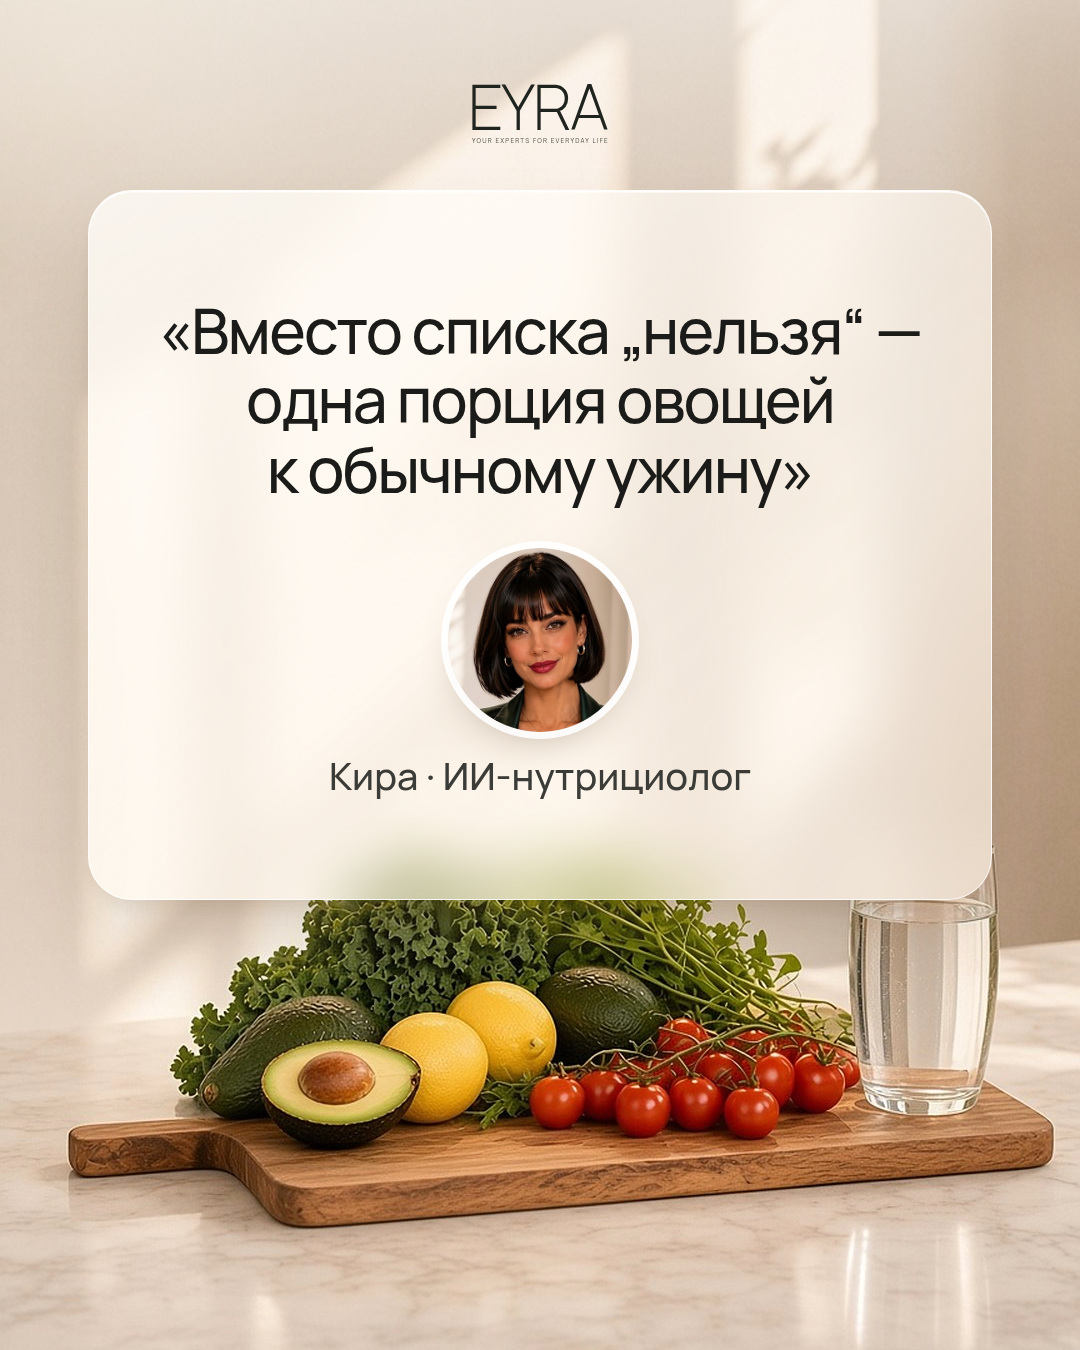 EYRA
YOUR EXPERTS FOR EVERYDAY LIFE
«Вместо списка „нельзя“ —
одна порция овощей
к обычному ужину»
Кира · ИИ-нутрициолог